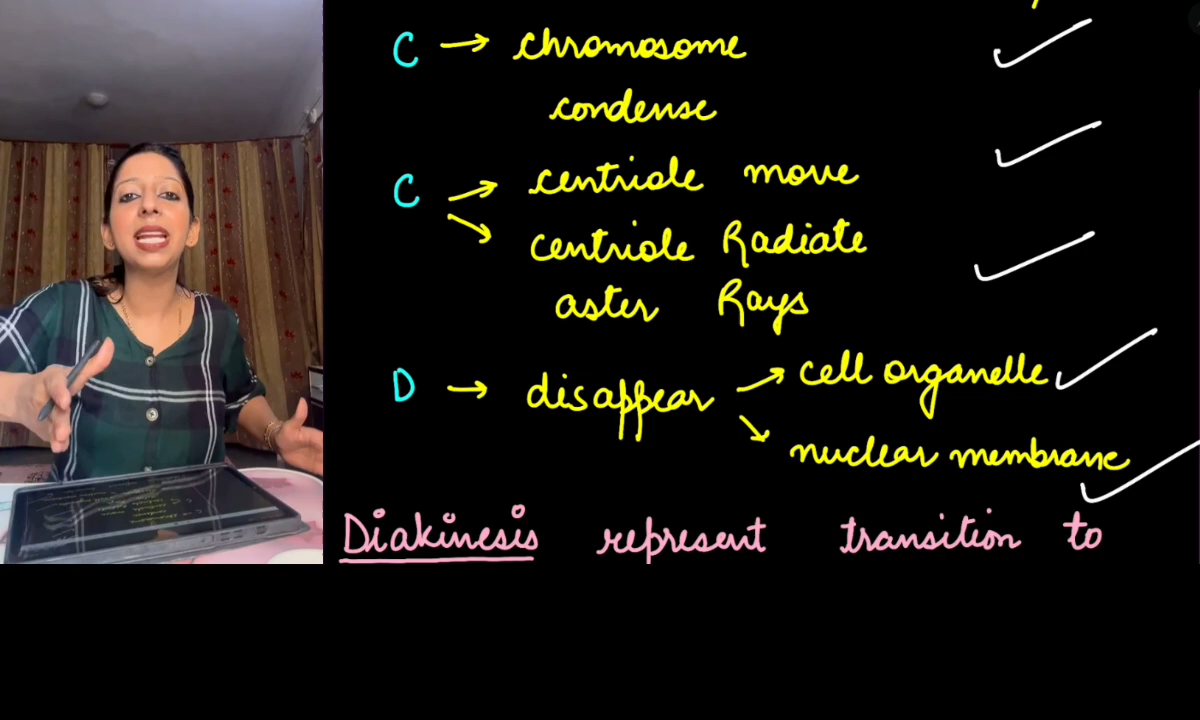 C → chromosome
condense
C → centriole move
↘ centriole Radiate
aster Rays
D → disappear → cell organelle
↘ nuclear membrane
Diakinesis represent transition to